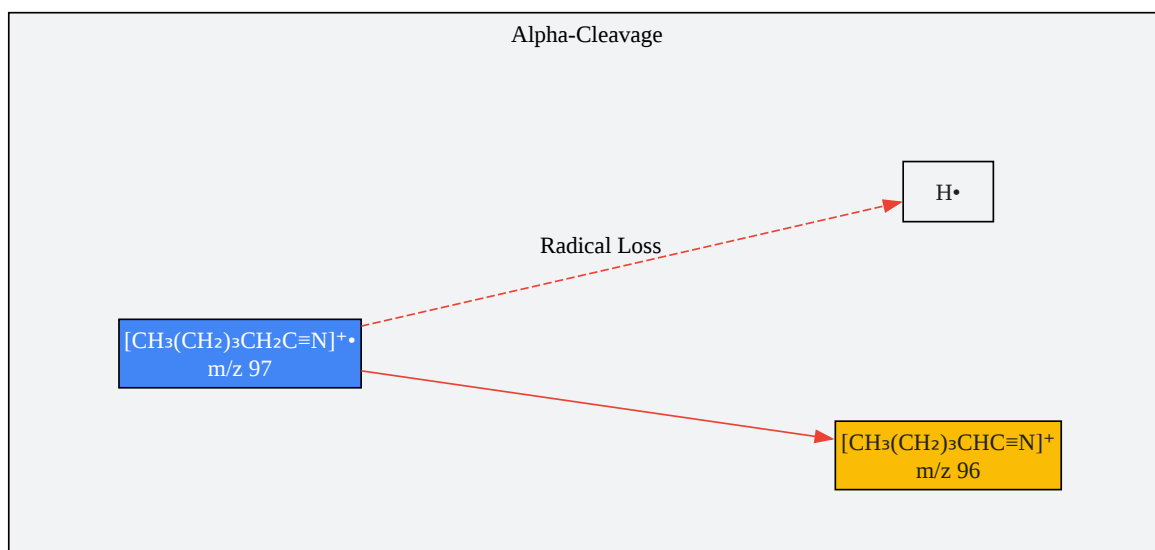 Alpha-Cleavage
H•
Radical Loss
[CH₃(CH₂)₃CH₂C≡N]⁺•
m/z 97
[CH₃(CH₂)₃CHC≡N]⁺
m/z 96